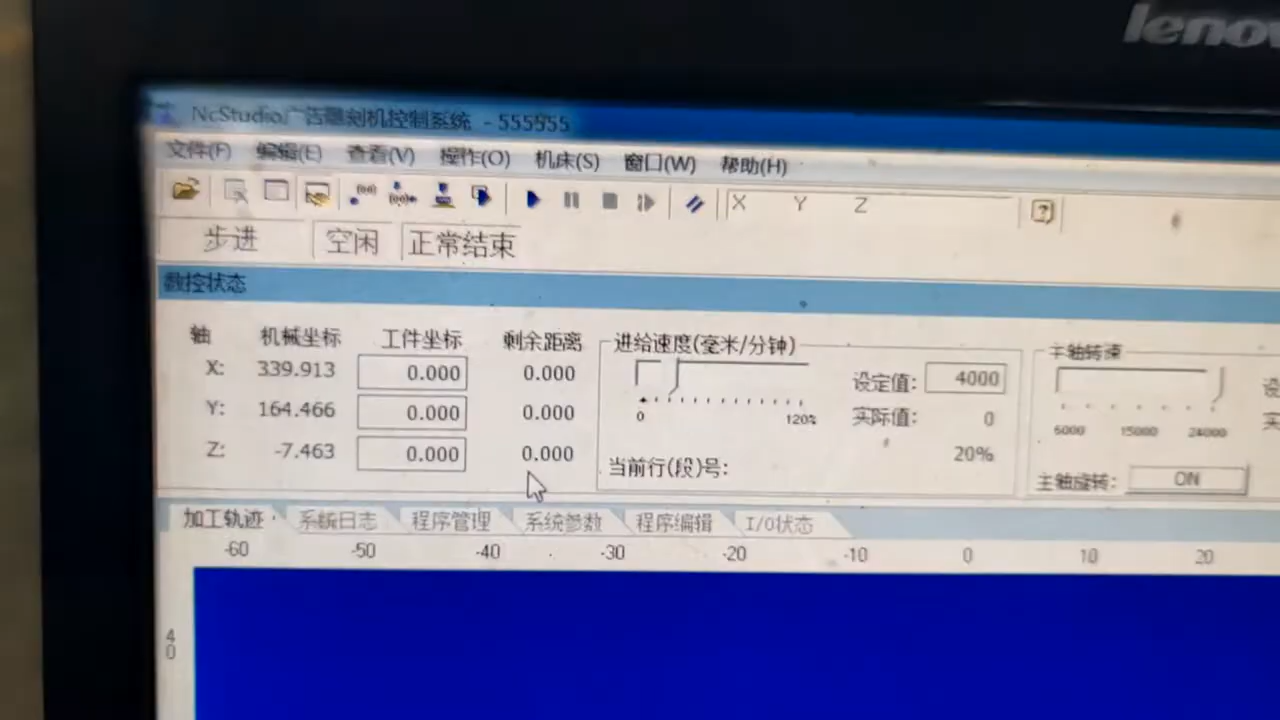 lenovo
NcStudio广告雕刻机控制系统 - 555555
文件(F) 编辑(E) 查看(V) 操作(O) 机床(S) 窗口(W) 帮助(H)
X Y Z
步进 空闲 正常结束
数控状态
轴 机械坐标 工件坐标 剩余距离 进给速度(毫米/分钟) 主轴转速
X: 339.913 0.000 0.000 设定值: 4000 设
Y: 164.466 0.000 0.000 0 120% 实际值: 0 6000 15000 24000 实
Z: -7.463 0.000 0.000 当前行(段)号: 20% 主轴旋转: ON
加工轨迹 系统日志 程序管理 系统参数 程序编辑 I/O状态
-60 -50 -40 -30 -20 -10 0 10 20
40